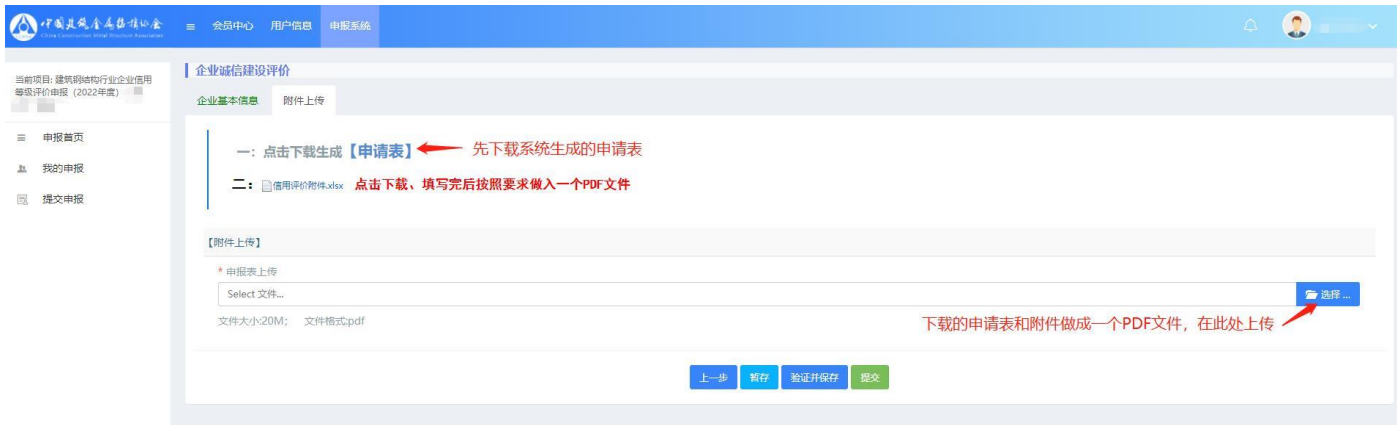 中国建筑金属结构协会
China Construction Metal Structure Association
会员中心 用户信息 申报系统
当前项目: 建筑钢结构行业企业信用
等级评价申报（2022年度）
申报首页
我的申报
提交申报
企业诚信建设评价
企业基本信息 附件上传
一: 点击下载生成【申请表】 先下载系统生成的申请表
二: 信用评价附件.xlsx 点击下载、填写完后按照要求做入一个PDF文件
【附件上传】
* 申报表上传
Select 文件... 选择 ...
文件大小:20M; 文件格式:pdf
下载的申请表和附件做成一个PDF文件，在此处上传
上一步 暂存 验证并保存 提交